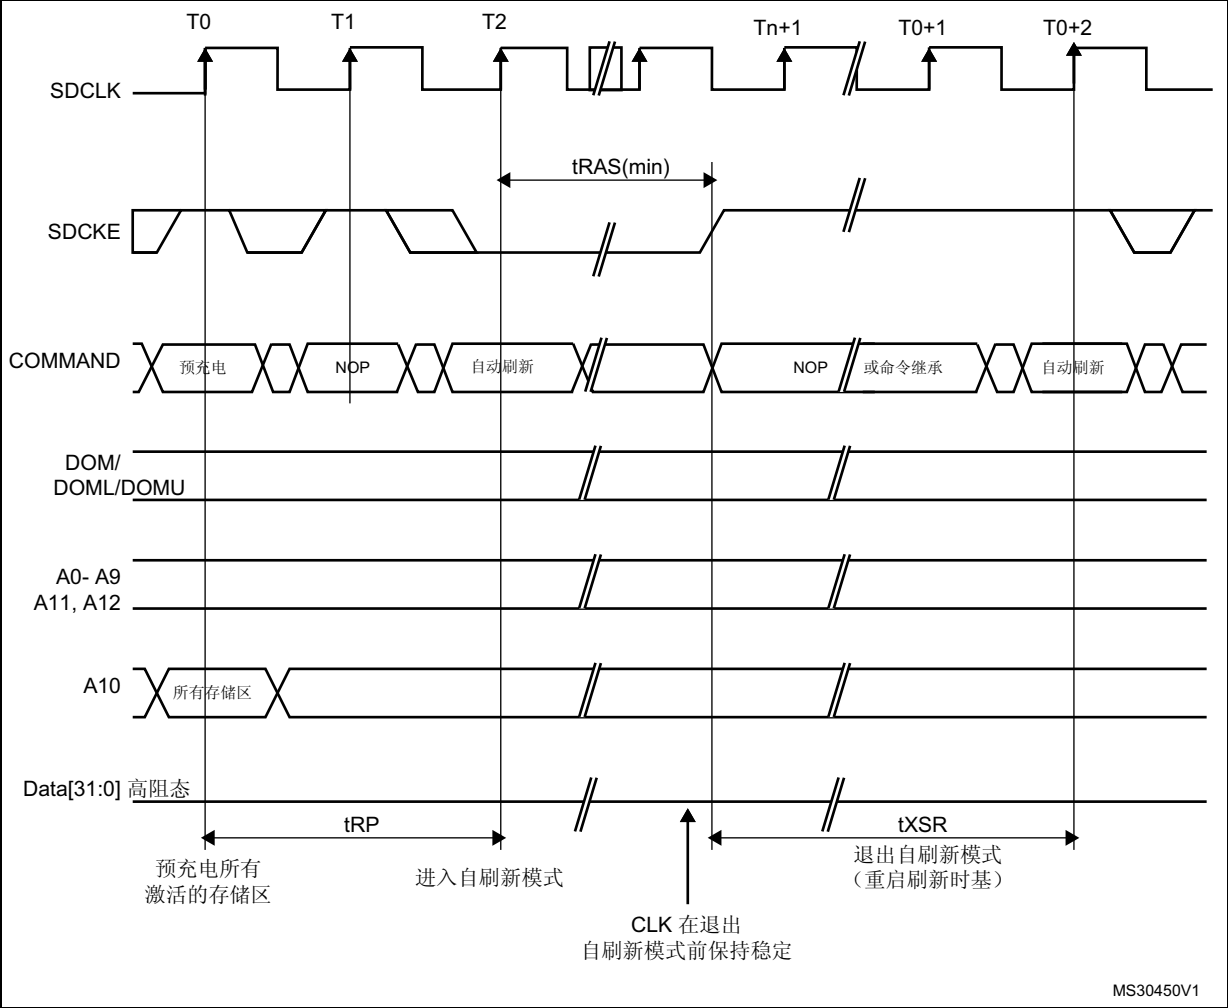 T0 T1 T2 Tn+1 T0+1 T0+2
SDCLK
tRAS(min)
SDCKE
COMMAND 预充电 NOP 自动刷新 NOP 或命令继承 自动刷新
DOM/
DOML/DOMU
A0- A9
A11, A12
A10 所有存储区
Data[31:0] 高阻态
tRP tXSR
预充电所有
激活的存储区
进入自刷新模式
退出自刷新模式
（重启刷新时基）
CLK 在退出
自刷新模式前保持稳定
MS30450V1